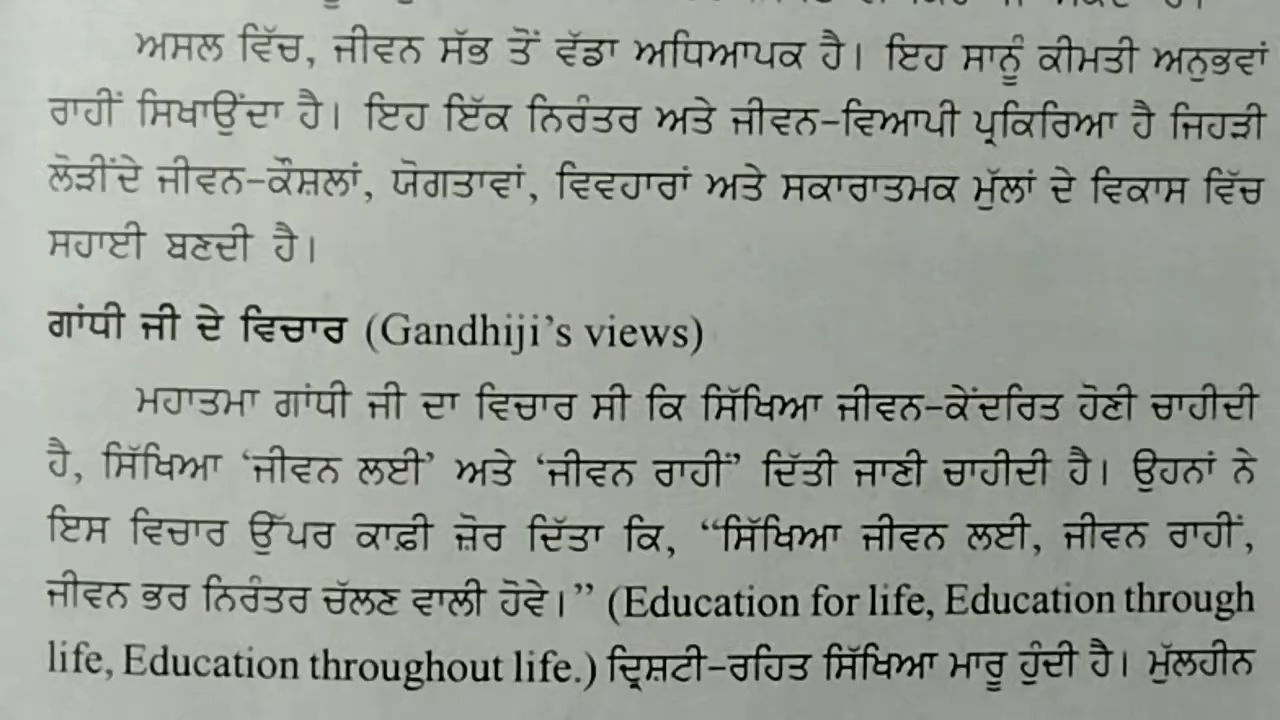 ਅਸਲ ਵਿੱਚ, ਜੀਵਨ ਸੱਭ ਤੋਂ ਵੱਡਾ ਅਧਿਆਪਕ ਹੈ। ਇਹ ਸਾਨੂੰ ਕੀਮਤੀ ਅਨੁਭਵਾਂ
ਰਾਹੀਂ ਸਿਖਾਉਂਦਾ ਹੈ। ਇਹ ਇੱਕ ਨਿਰੰਤਰ ਅਤੇ ਜੀਵਨ-ਵਿਆਪੀ ਪ੍ਰਕਿਰਿਆ ਹੈ ਜਿਹੜੀ
ਲੋੜੀਂਦੇ ਜੀਵਨ-ਕੌਸ਼ਲਾਂ, ਯੋਗਤਾਵਾਂ, ਵਿਵਹਾਰਾਂ ਅਤੇ ਸਕਾਰਾਤਮਕ ਮੁੱਲਾਂ ਦੇ ਵਿਕਾਸ ਵਿੱਚ
ਸਹਾਈ ਬਣਦੀ ਹੈ।
ਗਾਂਧੀ ਜੀ ਦੇ ਵਿਚਾਰ (Gandhiji’s views)
ਮਹਾਤਮਾ ਗਾਂਧੀ ਜੀ ਦਾ ਵਿਚਾਰ ਸੀ ਕਿ ਸਿੱਖਿਆ ਜੀਵਨ-ਕੇਂਦਰਿਤ ਹੋਣੀ ਚਾਹੀਦੀ
ਹੈ, ਸਿੱਖਿਆ ‘ਜੀਵਨ ਲਈ’ ਅਤੇ ‘ਜੀਵਨ ਰਾਹੀਂ’ ਦਿੱਤੀ ਜਾਣੀ ਚਾਹੀਦੀ ਹੈ। ਉਹਨਾਂ ਨੇ
ਇਸ ਵਿਚਾਰ ਉੱਪਰ ਕਾਫ਼ੀ ਜ਼ੋਰ ਦਿੱਤਾ ਕਿ, “ਸਿੱਖਿਆ ਜੀਵਨ ਲਈ, ਜੀਵਨ ਰਾਹੀਂ,
ਜੀਵਨ ਭਰ ਨਿਰੰਤਰ ਚੱਲਣ ਵਾਲੀ ਹੋਵੇ।” (Education for life, Education through
life, Education throughout life.) ਦ੍ਰਿਸ਼ਟੀ-ਰਹਿਤ ਸਿੱਖਿਆ ਮਾਰੂ ਹੁੰਦੀ ਹੈ। ਮੁੱਲਹੀਨ